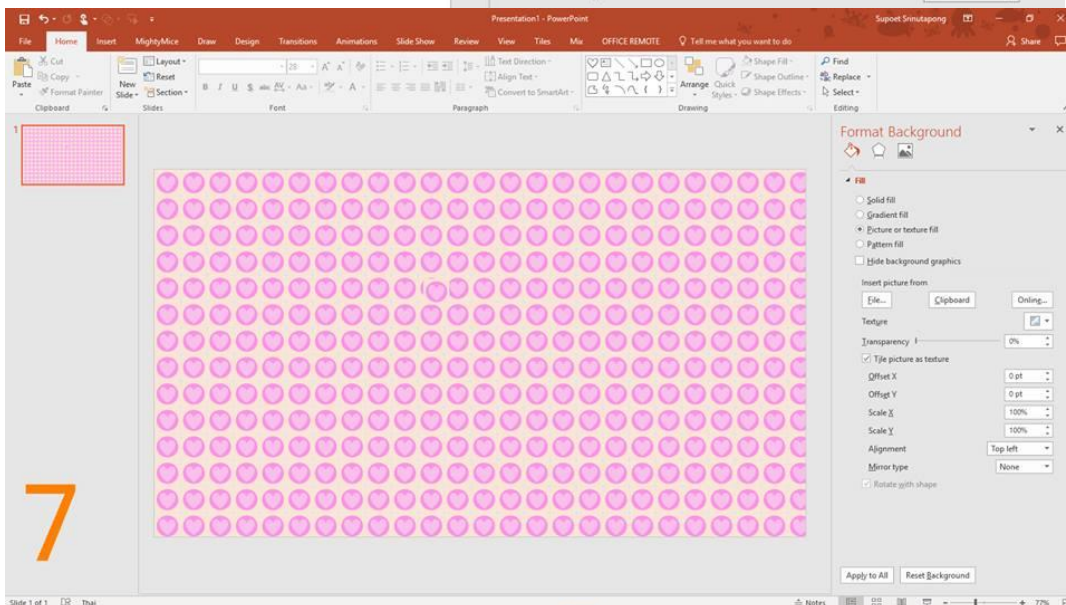 Presentation1 - PowerPoint
Supoet Srinutapong
File Home Insert MightyMice Draw Design Transitions Animations Slide Show Review View Tiles Mix OFFICE REMOTE Tell me what you want to do Share
Paste
Cut
Copy
Format Painter
Clipboard
New Slide
Layout
Reset
Section
Slides
28
B I U S abc AV Aa A
Font
Text Direction
Align Text
Convert to SmartArt
Paragraph
Arrange
Quick Styles
Shape Fill
Shape Outline
Shape Effects
Drawing
Find
Replace
Select
Editing
1
Format Background
Fill
Solid fill
Gradient fill
Picture or texture fill
Pattern fill
Hide background graphics
Insert picture from
File... Clipboard Online...
Texture
Transparency 0%
Tile picture as texture
Offset X 0 pt
Offset Y 0 pt
Scale X 100%
Scale Y 100%
Alignment Top left
Mirror type None
Rotate with shape
Apply to All Reset Background
7
Slide 1 of 1 Thai Notes 77%